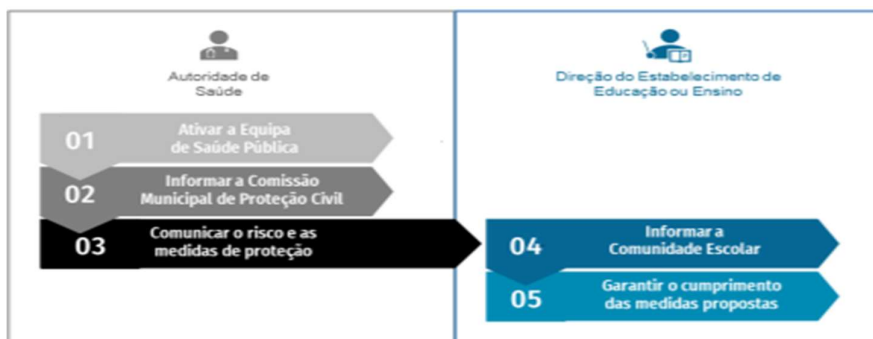 Autoridade de
Saúde
Direção do Estabelecimento de
Educação ou Ensino
01
Ativar a Equipa
de Saúde Pública
02
Informar a Comissão
Municipal de Proteção Civil
03
Comunicar o risco e as
medidas de proteção
04
Informar a
Comunidade Escolar
05
Garantir o cumprimento
das medidas propostas